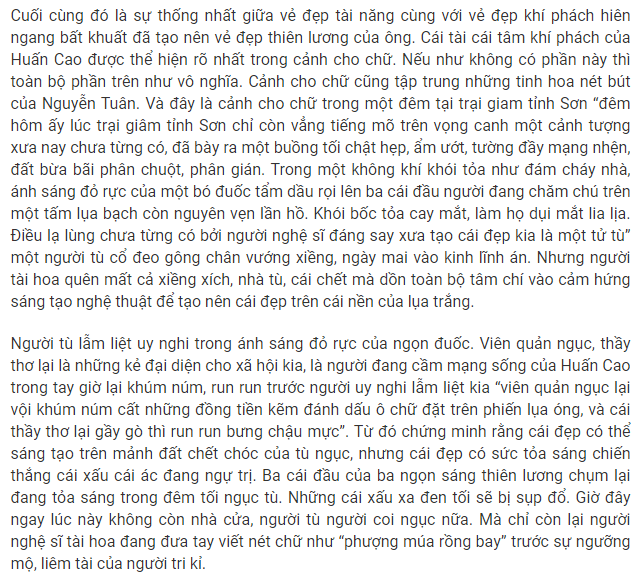 Cuối cùng đó là sự thống nhất giữa vẻ đẹp tài năng cùng với vẻ đẹp khí phách hiên
ngang bất khuất đã tạo nên vẻ đẹp thiên lương của ông. Cái tài cái tâm khí phách của
Huấn Cao được thể hiện rõ nhất trong cảnh cho chữ. Nếu như không có phần này thì
toàn bộ phần trên như vô nghĩa. Cảnh cho chữ cũng tập trung những tinh hoa nét bút
của Nguyễn Tuân. Và đây là cảnh cho chữ trong một đêm tại trại giam tỉnh Sơn “đêm
hôm ấy lúc trại giâm tỉnh Sơn chỉ còn vẳng tiếng mõ trên vọng canh một cảnh tượng
xưa nay chưa từng có, đã bày ra một buồng tối chật hẹp, ẩm ướt, tường đầy mạng nhện,
đất bừa bãi phân chuột, phân gián. Trong một không khí khói tỏa như đám cháy nhà,
ánh sáng đỏ rực của một bó đuốc tẩm dầu rọi lên ba cái đầu người đang chăm chú trên
một tấm lụa bạch còn nguyên vẹn lần hồ. Khói bốc tỏa cay mắt, làm họ dụi mắt lia lịa.
Điều lạ lùng chưa từng có bởi người nghệ sĩ đáng say xưa tạo cái đẹp kia là một tử tù”
một người tù cổ đeo gông chân vướng xiềng, ngày mai vào kinh lĩnh án. Nhưng người
tài hoa quên mất cả xiềng xích, nhà tù, cái chết mà dồn toàn bộ tâm chí vào cảm hứng
sáng tạo nghệ thuật để tạo nên cái đẹp trên cái nền của lụa trắng.
Người tù lẫm liệt uy nghi trong ánh sáng đỏ rực của ngọn đuốc. Viên quản ngục, thầy
thơ lại là những kẻ đại diện cho xã hội kia, là người đang cầm mạng sống của Huấn Cao
trong tay giờ lại khúm núm, run run trước người uy nghi lẫm liệt kia “viên quản ngục lại
vội khúm núm cất những đồng tiền kẽm đánh dấu ô chữ đặt trên phiến lụa óng, và cái
thầy thơ lại gầy gò thì run run bưng chậu mực”. Từ đó chứng minh rằng cái đẹp có thể
sáng tạo trên mảnh đất chết chóc của tù ngục, nhưng cái đẹp có sức tỏa sáng chiến
thắng cái xấu cái ác đang ngự trị. Ba cái đầu của ba ngọn sáng thiên lương chụm lại
đang tỏa sáng trong đêm tối ngục tù. Những cái xấu xa đen tối sẽ bị sụp đổ. Giờ đây
ngay lúc này không còn nhà cửa, người tù người coi ngục nữa. Mà chỉ còn lại người
nghệ sĩ tài hoa đang đưa tay viết nét chữ như “phượng múa rồng bay” trước sự ngưỡng
mộ, liêm tài của người tri kỉ.